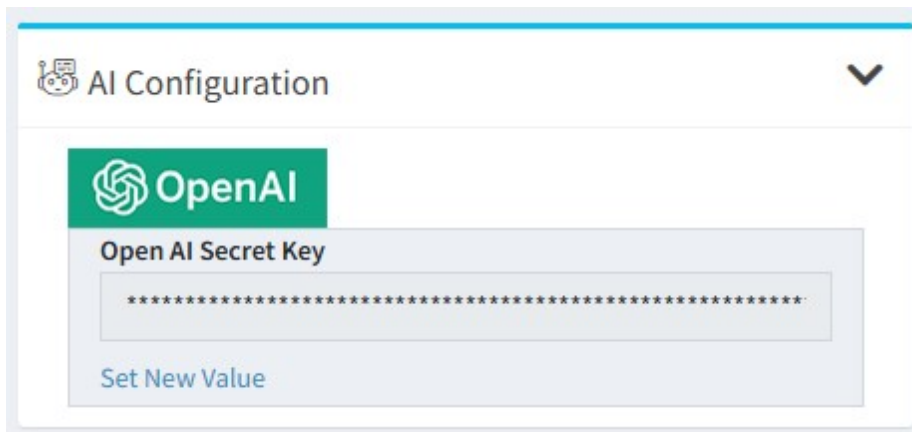 AI Configuration
OpenAI
Open AI Secret Key
**********************************************************
Set New Value